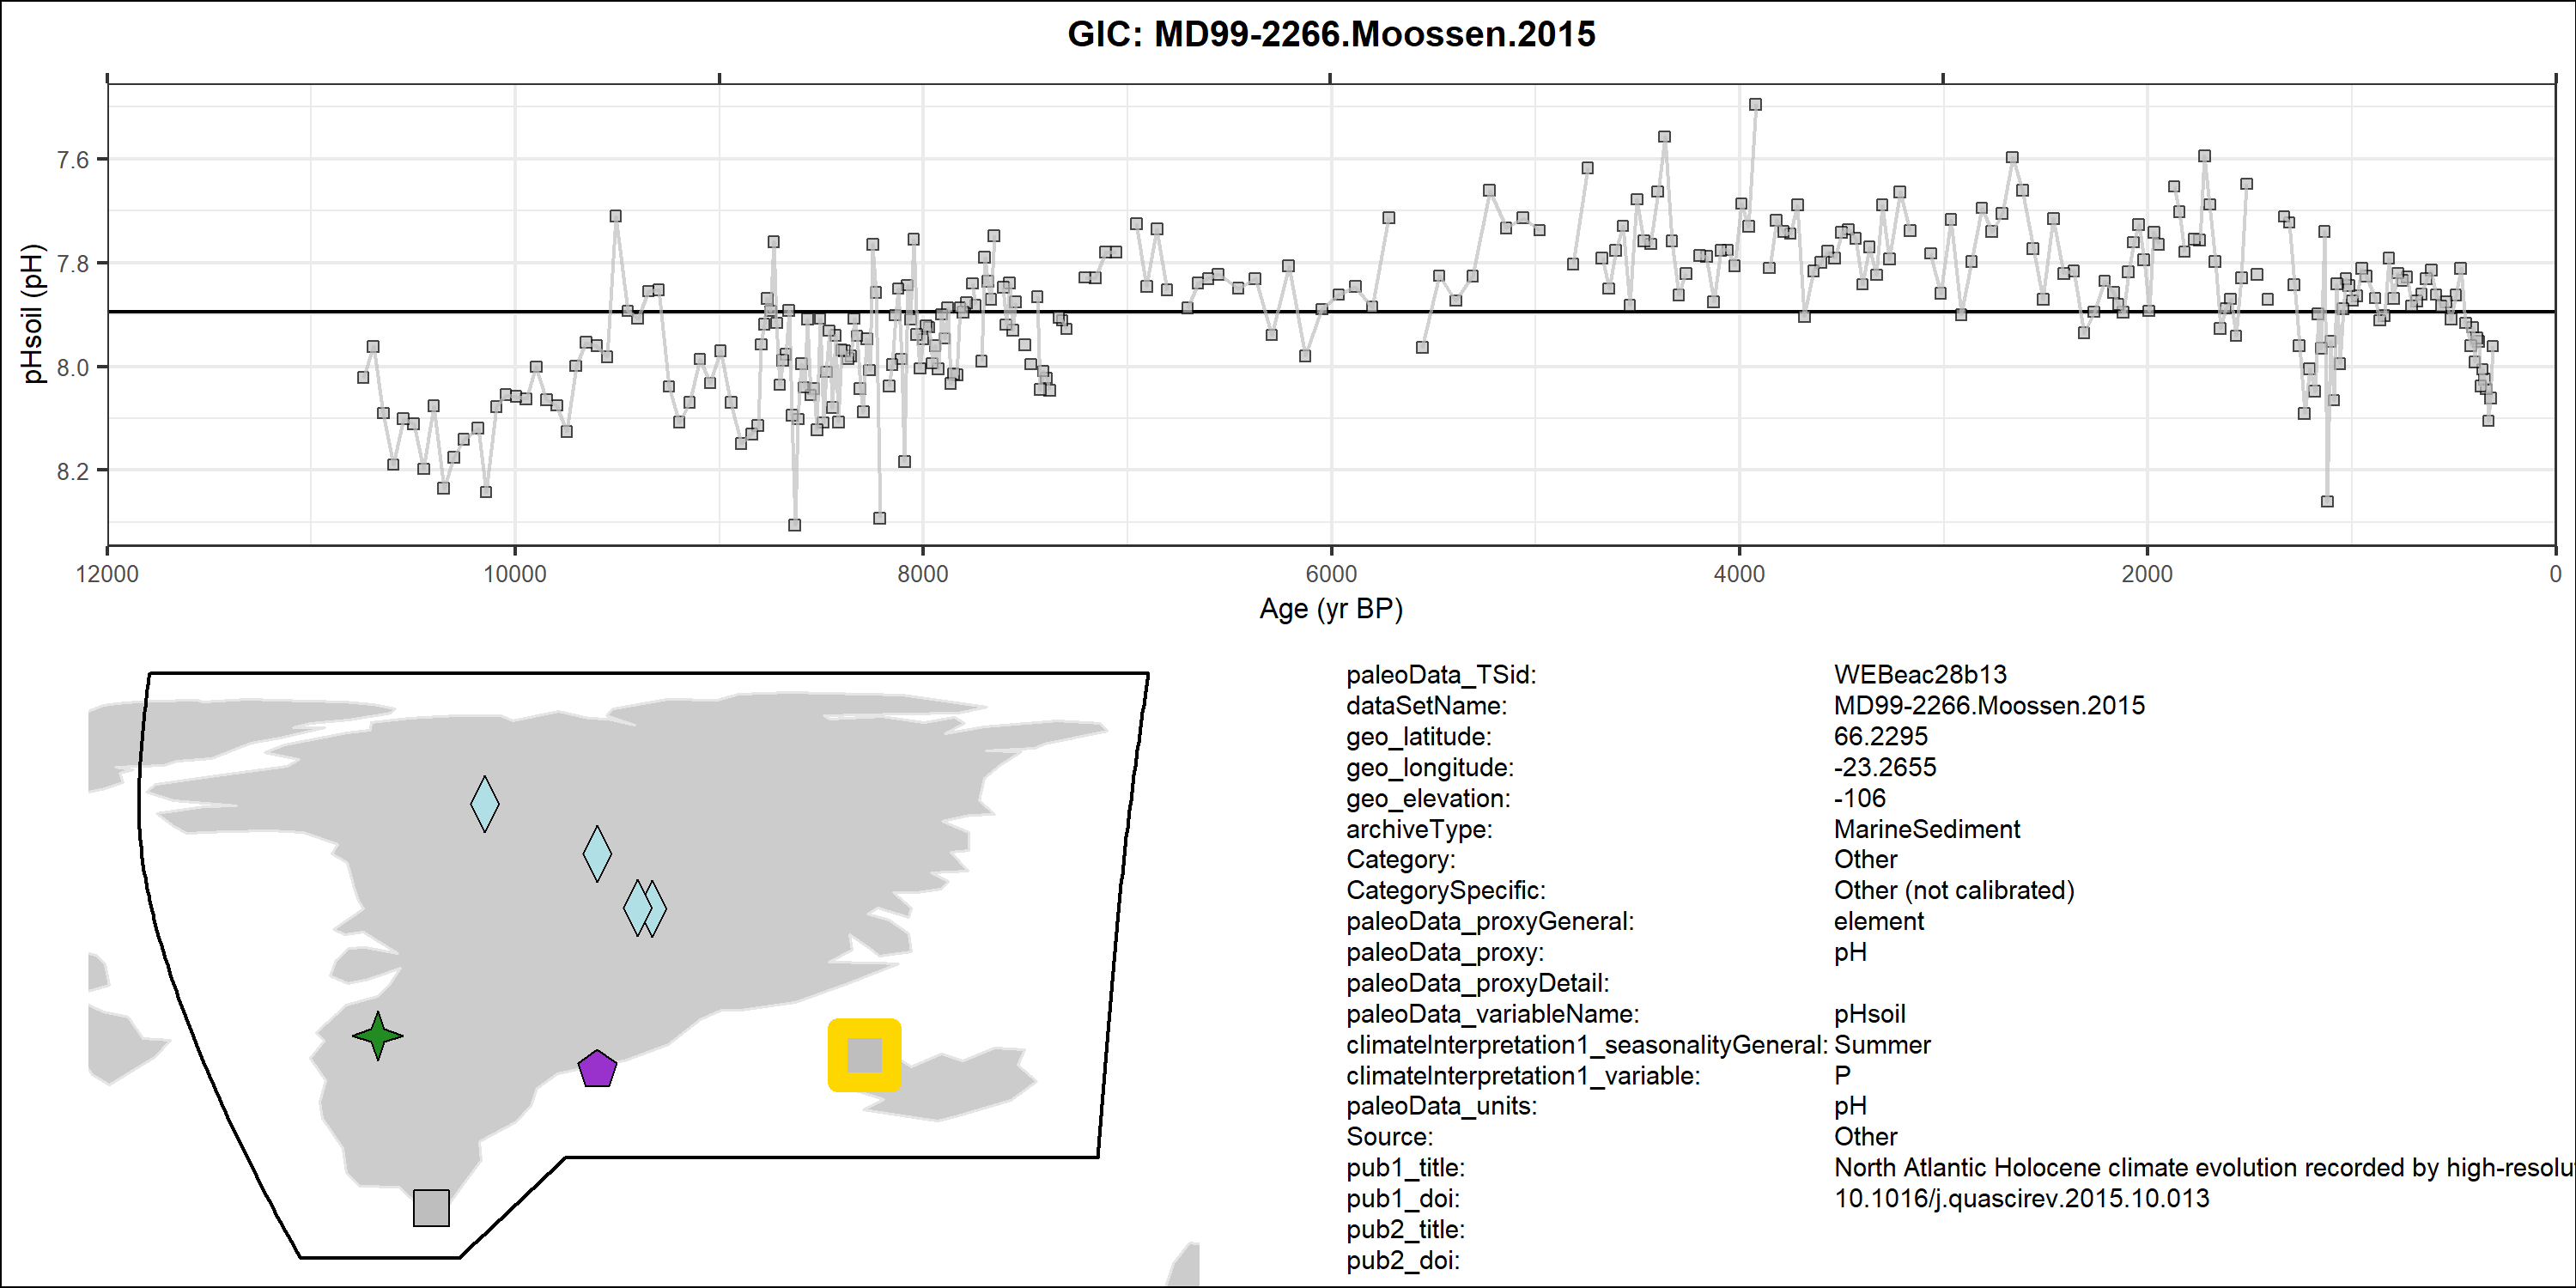 GIC: MD99-2266.Moossen.2015
pHsoil (pH)
7.6
7.8
8.0
8.2
12000 10000 8000 6000 4000 2000 0
Age (yr BP)
paleoData_TSid: WEBeac28b13
dataSetName: MD99-2266.Moossen.2015
geo_latitude: 66.2295
geo_longitude: -23.2655
geo_elevation: -106
archiveType: MarineSediment
Category: Other
CategorySpecific: Other (not calibrated)
paleoData_proxyGeneral: element
paleoData_proxy: pH
paleoData_proxyDetail:
paleoData_variableName: pHsoil
climateInterpretation1_seasonalityGeneral: Summer
climateInterpretation1_variable: P
paleoData_units: pH
Source: Other
pub1_title: North Atlantic Holocene climate evolution recorded by high-resolu
pub1_doi: 10.1016/j.quascirev.2015.10.013
pub2_title:
pub2_doi: